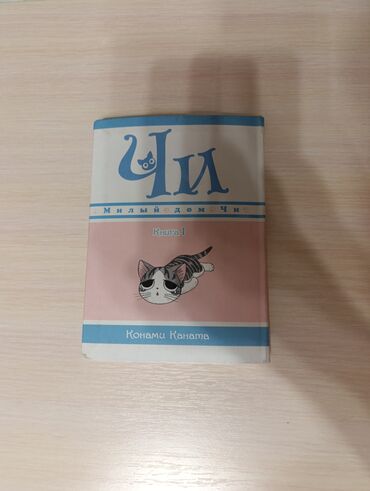 Чи
Милый дом Чи
Книга 1
Конами Каната